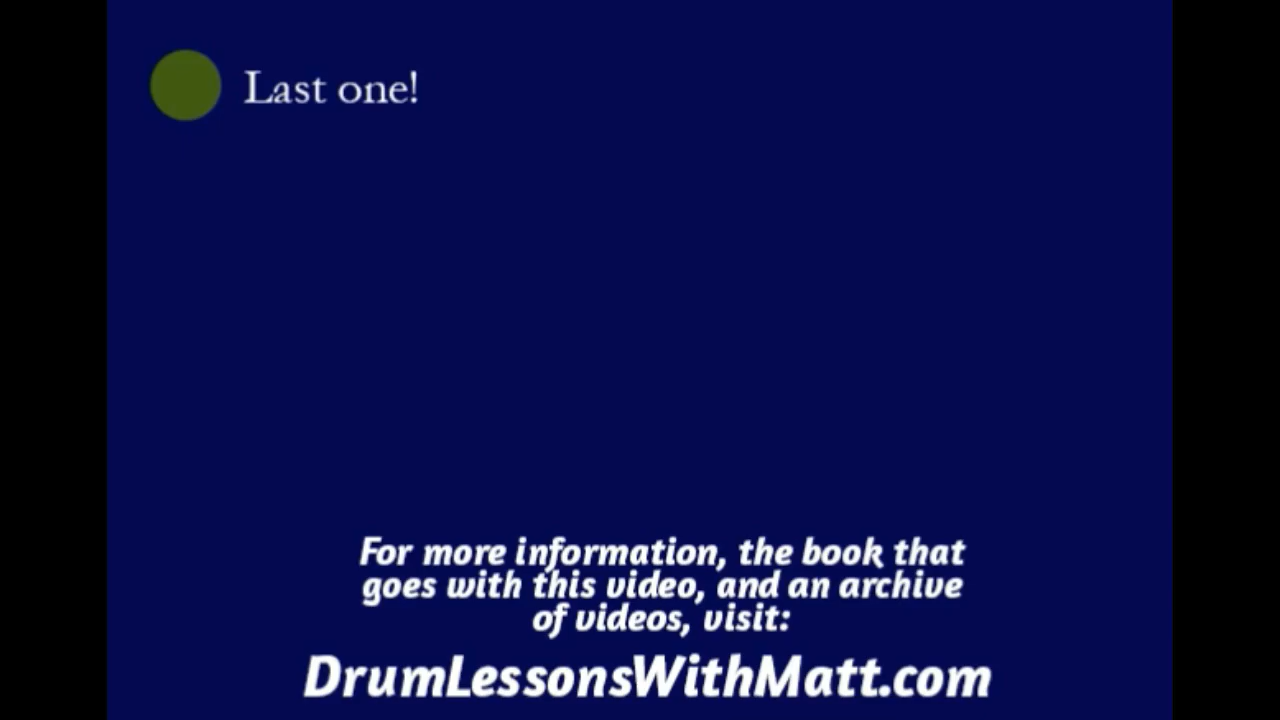 Last one!
For more information, the book that
goes with this video, and an archive
of videos, visit:
DrumLessonsWithMatt.com